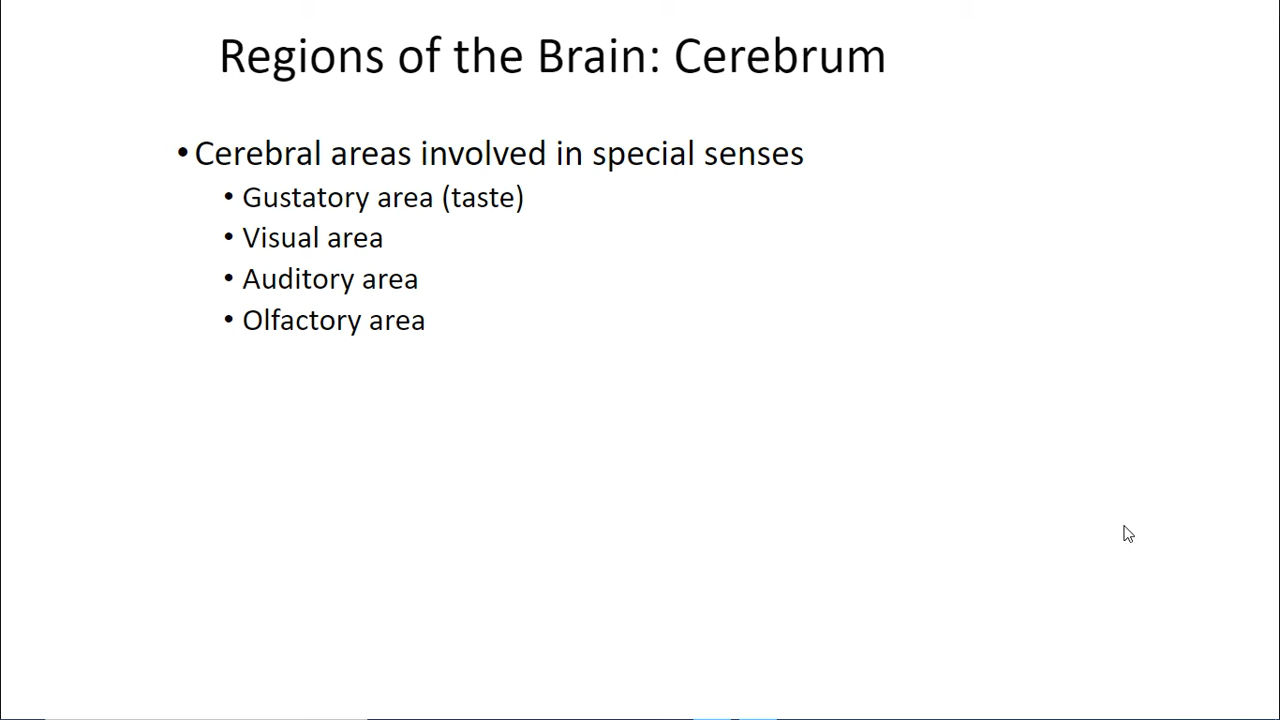 Regions of the Brain: Cerebrum
• Cerebral areas involved in special senses
• Gustatory area (taste)
• Visual area
• Auditory area
• Olfactory area